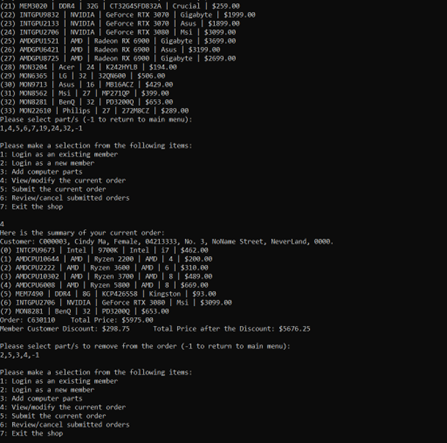 (21) MEM3020 | DDR4 | 32G | CT32G4SFD832A | Crucial | $259.00
(22) INTGPU9832 | NVIDIA | GeForce RTX 3070 | Gigabyte | $1999.00
(23) INTGPU2133 | NVIDIA | GeForce RTX 3070 | Asus | $1899.00
(24) INTGPU2706 | NVIDIA | GeForce RTX 3080 | Msi | $3099.00
(25) AMDGPU1521 | AMD | Radeon RX 6900 | Gigabyte | $3699.00
(26) AMDGPU6421 | AMD | Radeon RX 6900 | Asus | $3199.00
(27) AMDGPU8725 | AMD | Radeon RX 6900 | Gigabyte | $2699.00
(28) MON3204 | Acer | 24 | K242HYLB | $194.00
(29) MON6365 | LG | 32 | 32QN600 | $506.00
(30) MON9713 | Asus | 16 | MB16ACZ | $429.00
(31) MON8562 | Msi | 27 | MP271QP | $399.00
(32) MON8281 | BenQ | 32 | PD3200Q | $653.00
(33) MON22610 | Philips | 27 | 272M8CZ | $289.00
Please select part/s (-1 to return to main menu):
1,4,5,6,7,19,24,32,-1
Please make a selection from the following items:
1: Login as an existing member
2: Login as a new member
3: Add computer parts
4: View/modify the current order
5: Submit the current order
6: Review/cancel submitted orders
7: Exit the shop
4
Here is the summary of your current order:
Customer: C000003, Cindy Ma, Female, 04213333, No. 3, NoName Street, NeverLand, 0000.
(0) INTCPU9673 | Intel | 9700K | Intel | i7 | $462.00
(1) AMDCPU10644 | AMD | Ryzen 2200 | AMD | 4 | $200.00
(2) AMDCPU2222 | AMD | Ryzen 3600 | AMD | 6 | $310.00
(3) AMDCPU10302 | AMD | Ryzen 3700 | AMD | 8 | $489.00
(4) AMDCPU6008 | AMD | Ryzen 5800 | AMD | 8 | $669.00
(5) MEM7490 | DDR4 | 8G | KCP426SS8 | Kingston | $93.00
(6) INTGPU2706 | NVIDIA | GeForce RTX 3080 | Msi | $3099.00
(7) MON8281 | BenQ | 32 | PD3200Q | $653.00
Order: C630110 Total Price: $5975.00
Member Customer Discount: $298.75 Total Price after the Discount: $5676.25
Please select part/s to remove from the order (-1 to return to main menu):
2,5,3,4,-1
Please make a selection from the following items:
1: Login as an existing member
2: Login as a new member
3: Add computer parts
4: View/modify the current order
5: Submit the current order
6: Review/cancel submitted orders
7: Exit the shop